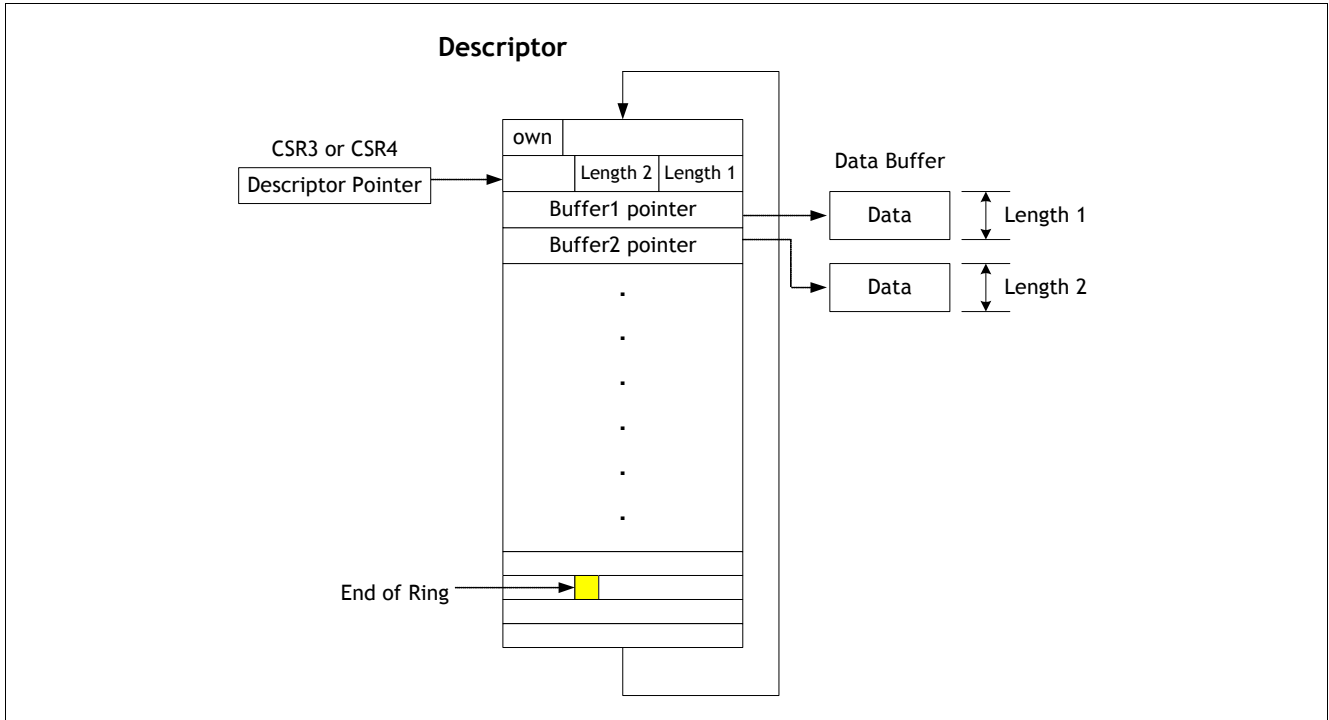 Descriptor
own
CSR3 or CSR4
Descriptor Pointer
Length 2
Length 1
Buffer1 pointer
Buffer2 pointer
Data Buffer
Data
Length 1
Data
Length 2
End of Ring